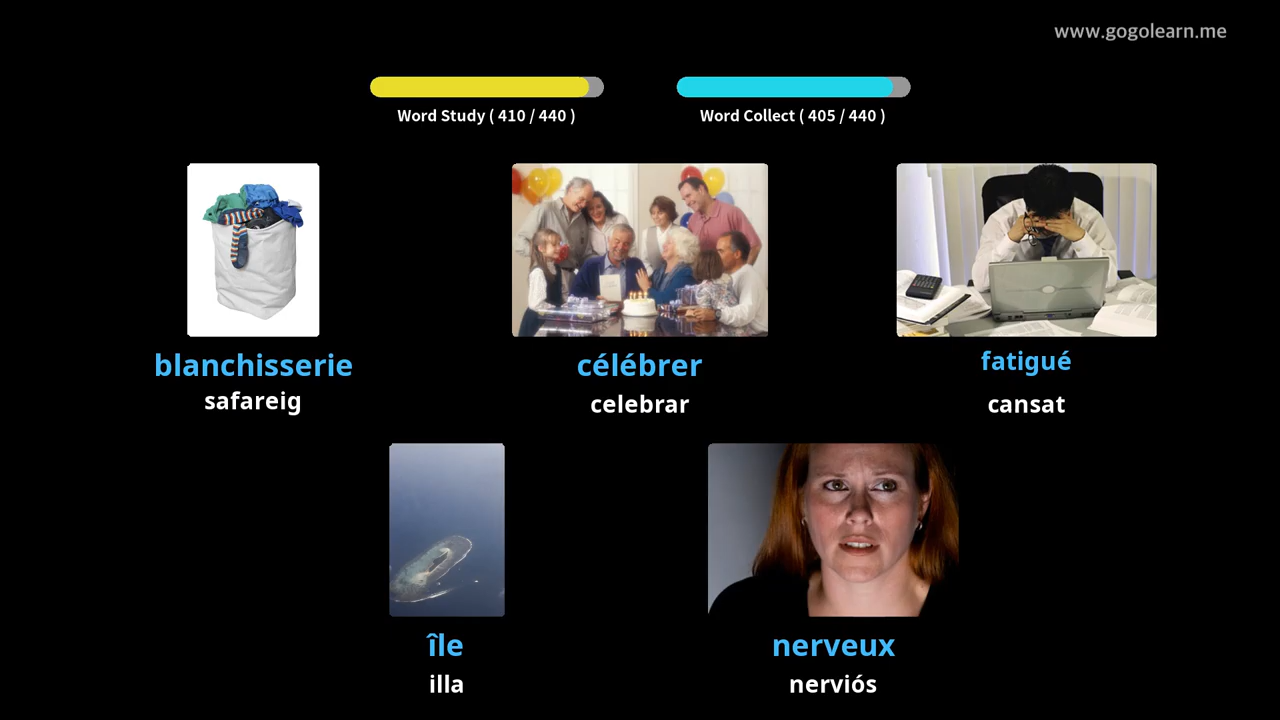 www.gogolearn.me
Word Study ( 410 / 440 )
Word Collect ( 405 / 440 )
blanchisserie
safareig
célébrer
celebrar
fatigué
cansat
île
illa
nerveux
nerviós